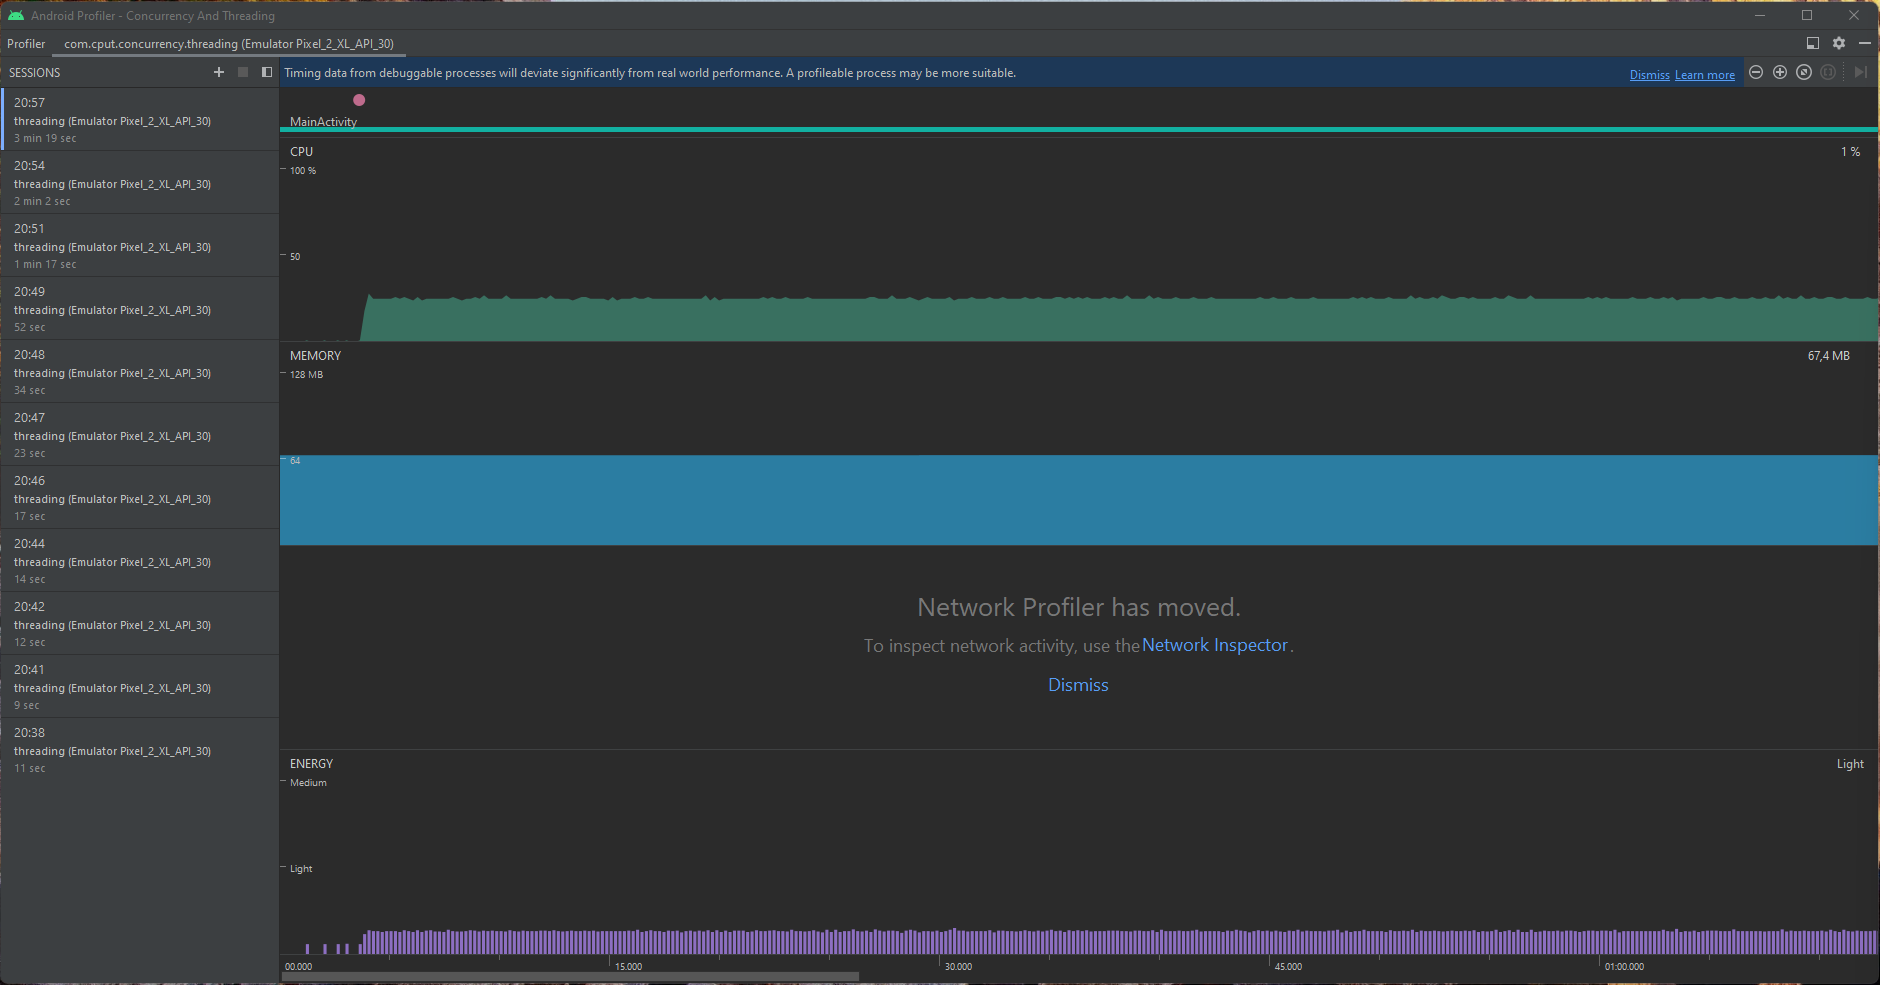 Android Profiler - Concurrency And Threading
Profiler
com.cput.concurrency.threading (Emulator Pixel_2_XL_API_30)
SESSIONS
20:57
threading (Emulator Pixel_2_XL_API_30)
3 min 19 sec
20:54
threading (Emulator Pixel_2_XL_API_30)
2 min 2 sec
20:51
threading (Emulator Pixel_2_XL_API_30)
1 min 17 sec
20:49
threading (Emulator Pixel_2_XL_API_30)
52 sec
20:48
threading (Emulator Pixel_2_XL_API_30)
34 sec
20:47
threading (Emulator Pixel_2_XL_API_30)
23 sec
20:46
threading (Emulator Pixel_2_XL_API_30)
17 sec
20:44
threading (Emulator Pixel_2_XL_API_30)
14 sec
20:42
threading (Emulator Pixel_2_XL_API_30)
12 sec
20:41
threading (Emulator Pixel_2_XL_API_30)
9 sec
20:38
threading (Emulator Pixel_2_XL_API_30)
11 sec
Timing data from debuggable processes will deviate significantly from real world performance. A profileable process may be more suitable.
Dismiss Learn more
MainActivity
CPU
1 %
100 %
50
MEMORY
67,4 MB
128 MB
64
Network Profiler has moved.
To inspect network activity, use the Network Inspector.
Dismiss
ENERGY
Light
Medium
Light
00.000
15.000
30.000
45.000
01:00.000